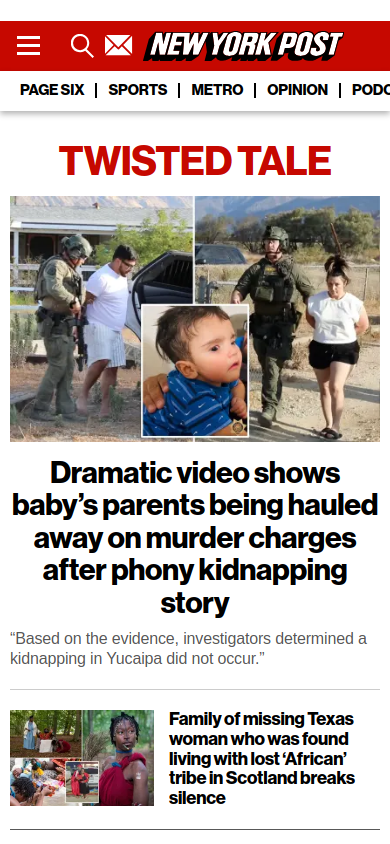 NEW YORK POST
PAGE SIX
SPORTS
METRO
OPINION
PODC
TWISTED TALE
Dramatic video shows
baby’s parents being hauled
away on murder charges
after phony kidnapping
story
“Based on the evidence, investigators determined a
kidnapping in Yucaipa did not occur.”
Family of missing Texas
woman who was found
living with lost ‘African’
tribe in Scotland breaks
silence